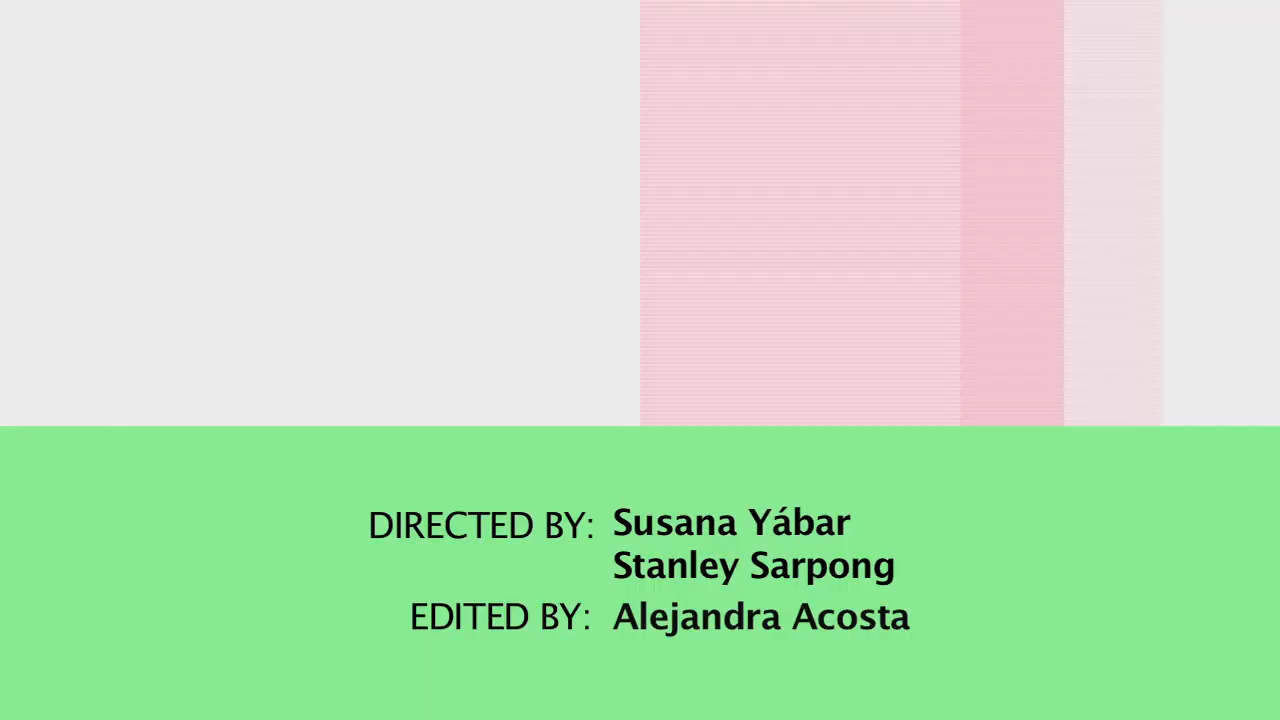 DIRECTED BY: Susana Yábar
Stanley Sarpong
EDITED BY: Alejandra Acosta